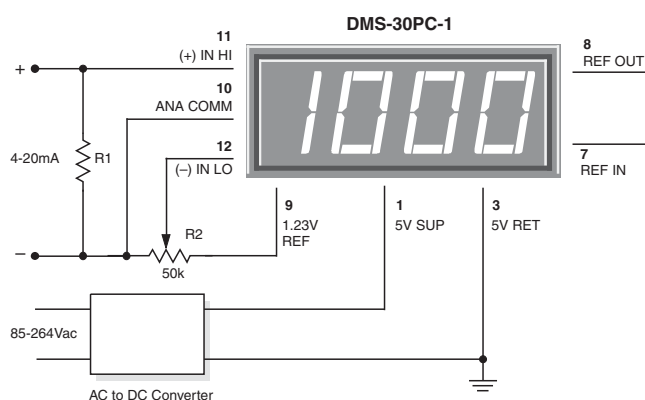 DMS-30PC-1
11
(+) IN HI
8
REF OUT
+
10
ANA COMM
1000
12
(–) IN LO
4-20mA
R1
7
REF IN
9
1.23V
REF
1
5V SUP
3
5V RET
R2
–
50k
85-264Vac
AC to DC Converter